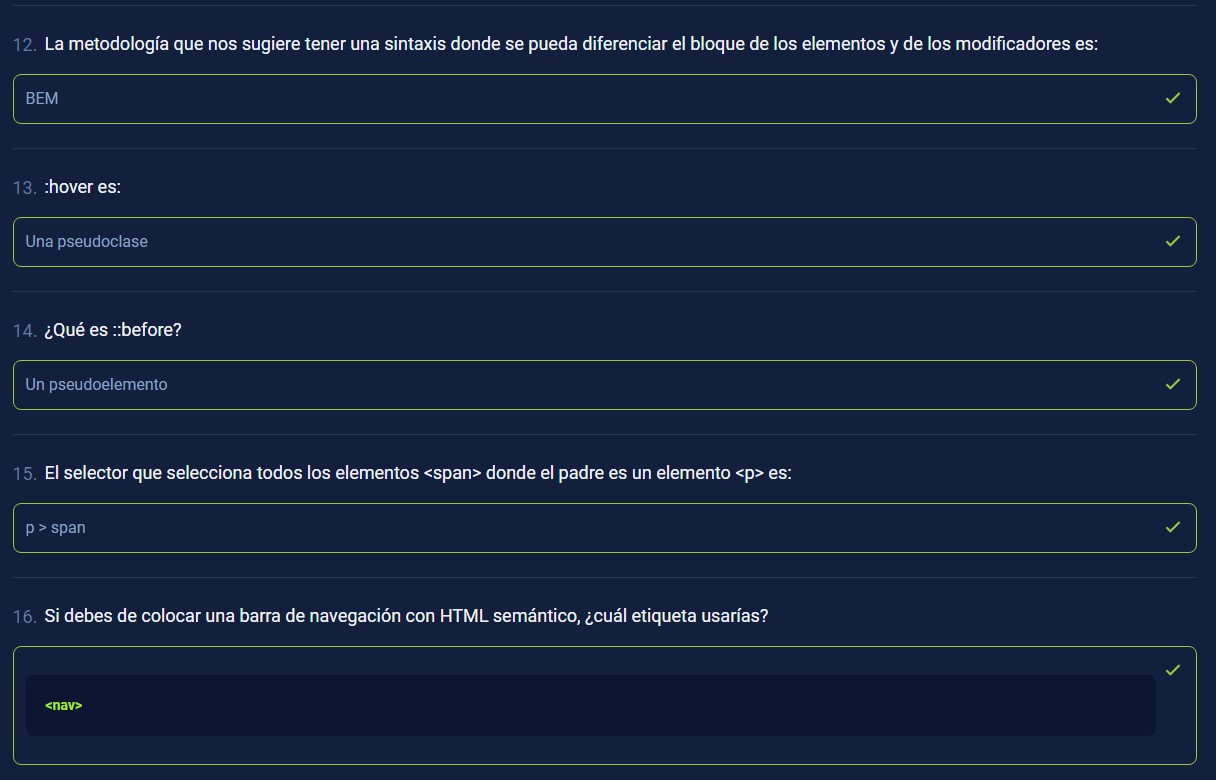 12. La metodología que nos sugiere tener una sintaxis donde se pueda diferenciar el bloque de los elementos y de los modificadores es:
BEM
13. :hover es:
Una pseudoclase
14. ¿Qué es ::before?
Un pseudoelemento
15. El selector que selecciona todos los elementos <span> donde el padre es un elemento <p> es:
p > span
16. Si debes de colocar una barra de navegación con HTML semántico, ¿cuál etiqueta usarías?
<nav>